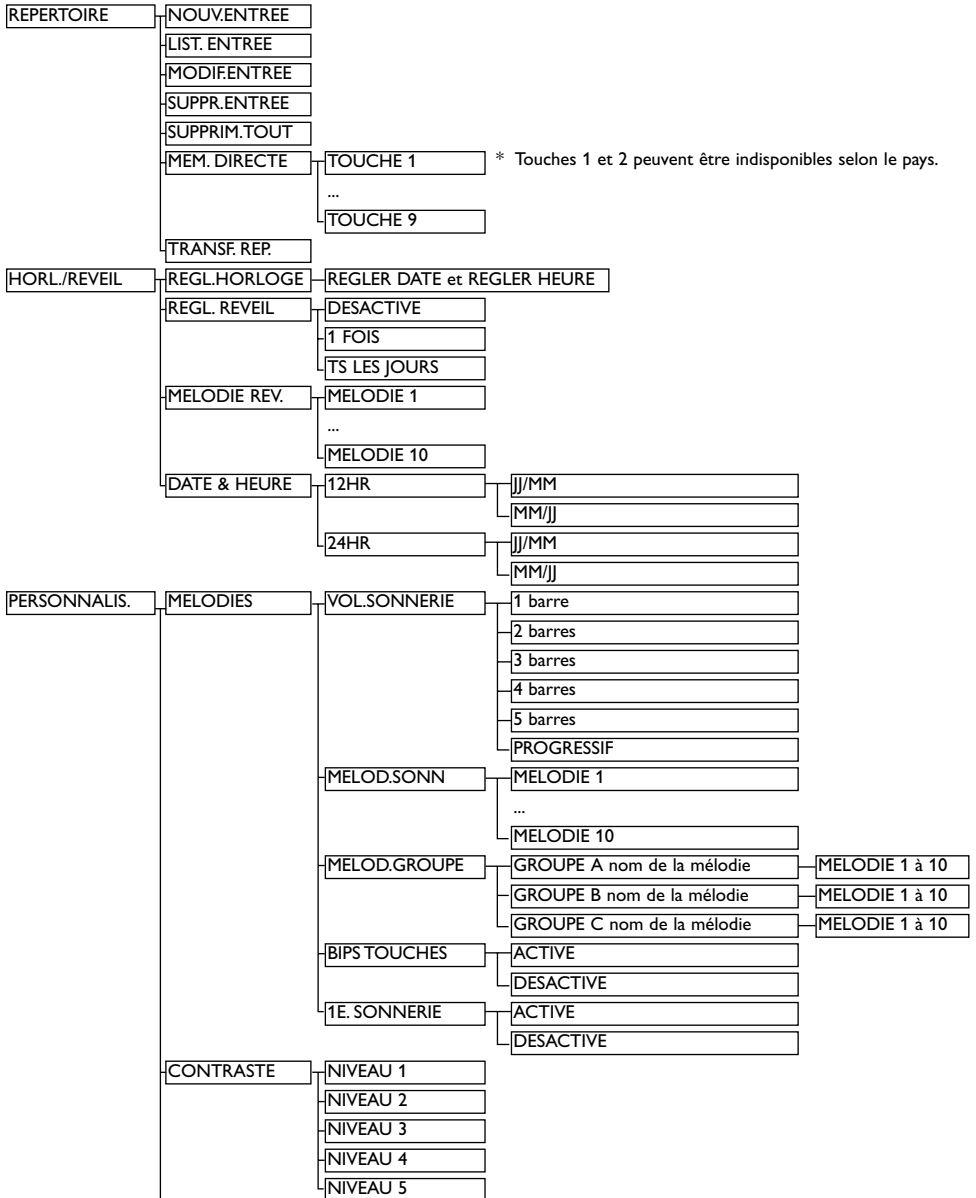 REPERTOIRE NOUV.ENTREE
LIST. ENTREE
MODIF.ENTREE
SUPPR.ENTREE
SUPPRIM.TOUT
MEM. DIRECTE TOUCHE 1 * Touches 1 et 2 peuvent être indisponibles selon le pays.
...
TOUCHE 9
TRANSF. REP.
HORL./REVEIL REGL.HORLOGE REGLER DATE et REGLER HEURE
REGL. REVEIL DESACTIVE
1 FOIS
TS LES JOURS
MELODIE REV. MELODIE 1
...
MELODIE 10
DATE & HEURE 12HR JJ/MM
MM/JJ
24HR JJ/MM
MM/JJ
PERSONNALIS. MELODIES VOL.SONNERIE 1 barre
2 barres
3 barres
4 barres
5 barres
PROGRESSIF
MELOD.SONN MELODIE 1
...
MELODIE 10
MELOD.GROUPE GROUPE A nom de la mélodie MELODIE 1 à 10
GROUPE B nom de la mélodie MELODIE 1 à 10
GROUPE C nom de la mélodie MELODIE 1 à 10
BIPS TOUCHES ACTIVE
DESACTIVE
1E. SONNERIE ACTIVE
DESACTIVE
CONTRASTE NIVEAU 1
NIVEAU 2
NIVEAU 3
NIVEAU 4
NIVEAU 5